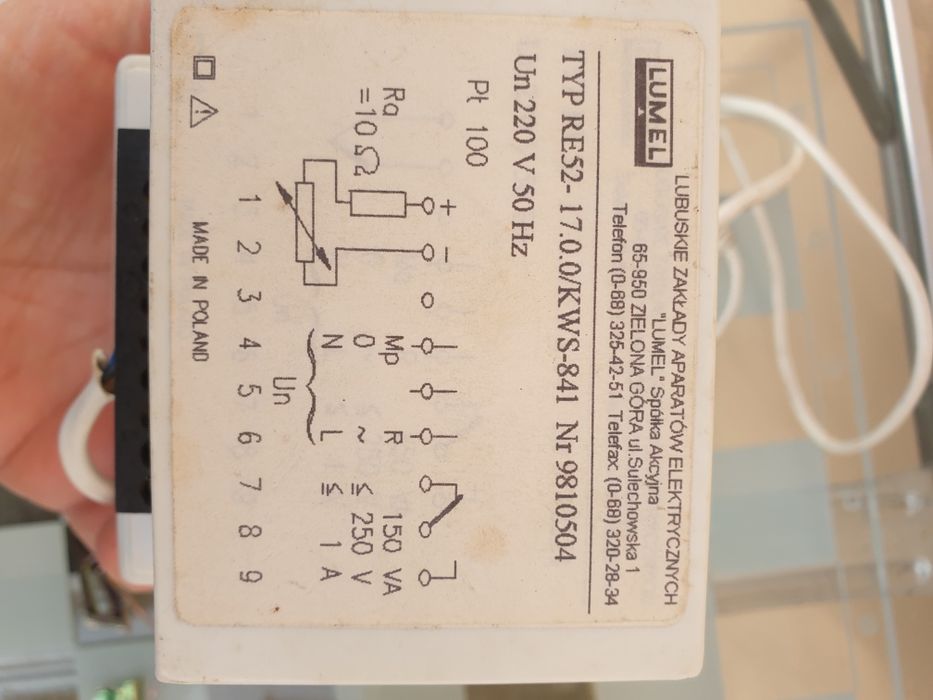 LUMEL
LUBUSKIE ZAKŁADY APARATÓW ELEKTRYCZNYCH
"LUMEL" Spółka Akcyjna
65-950 ZIELONA GÓRA ul.Sulechowska 1
Telefon (0-68) 325-42-51 Telefax (0-68) 320-28-34
TYP RE52- 17.0.0/KWS-841 Nr 9810504
Un 220 V 50 Hz
Pt 100
+ -
Ra Mp R 150 VA
=10 Ω 0 ~ ≤ 250 V
N L ≤ 1 A
Un
1 2 3 4 5 6 7 8 9
MADE IN POLAND